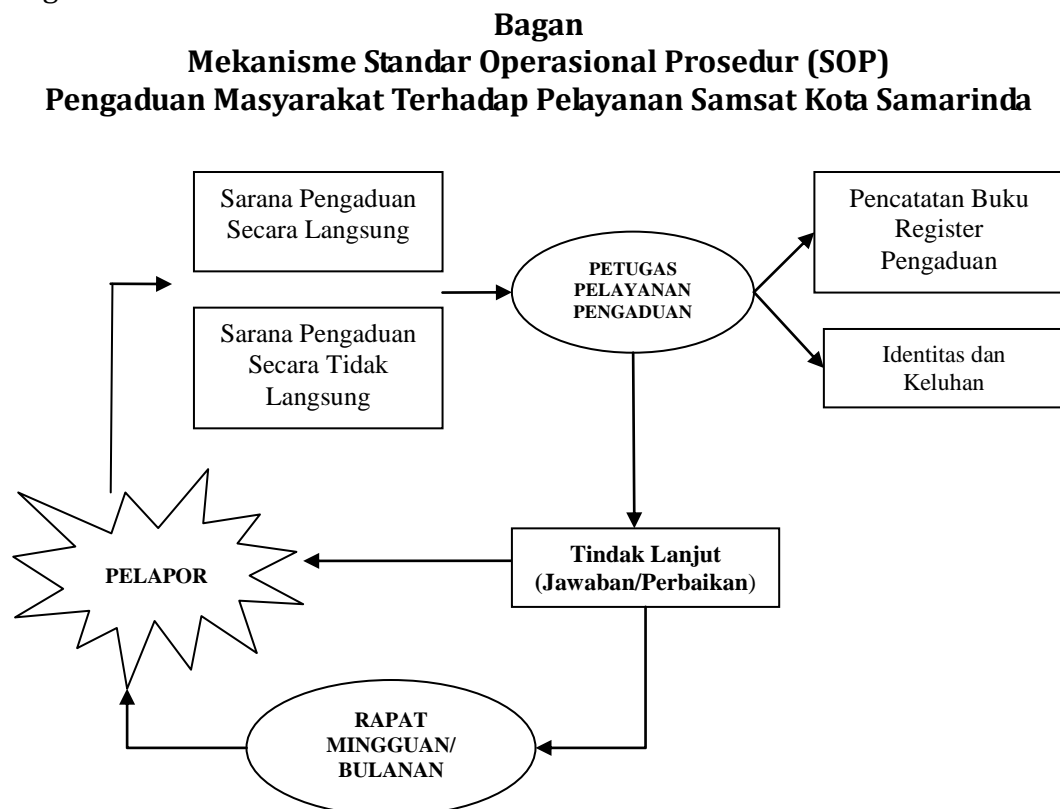 Bagan
Mekanisme Standar Operasional Prosedur (SOP)
Pengaduan Masyarakat Terhadap Pelayanan Samsat Kota Samarinda
Sarana Pengaduan
Secara Langsung
Sarana Pengaduan
Secara Tidak
Langsung
PETUGAS
PELAYANAN
PENGADUAN
Pencatatan Buku
Register
Pengaduan
Identitas dan
Keluhan
PELAPOR
Tindak Lanjut
(Jawaban/Perbaikan)
RAPAT
MINGGUAN/
BULANAN